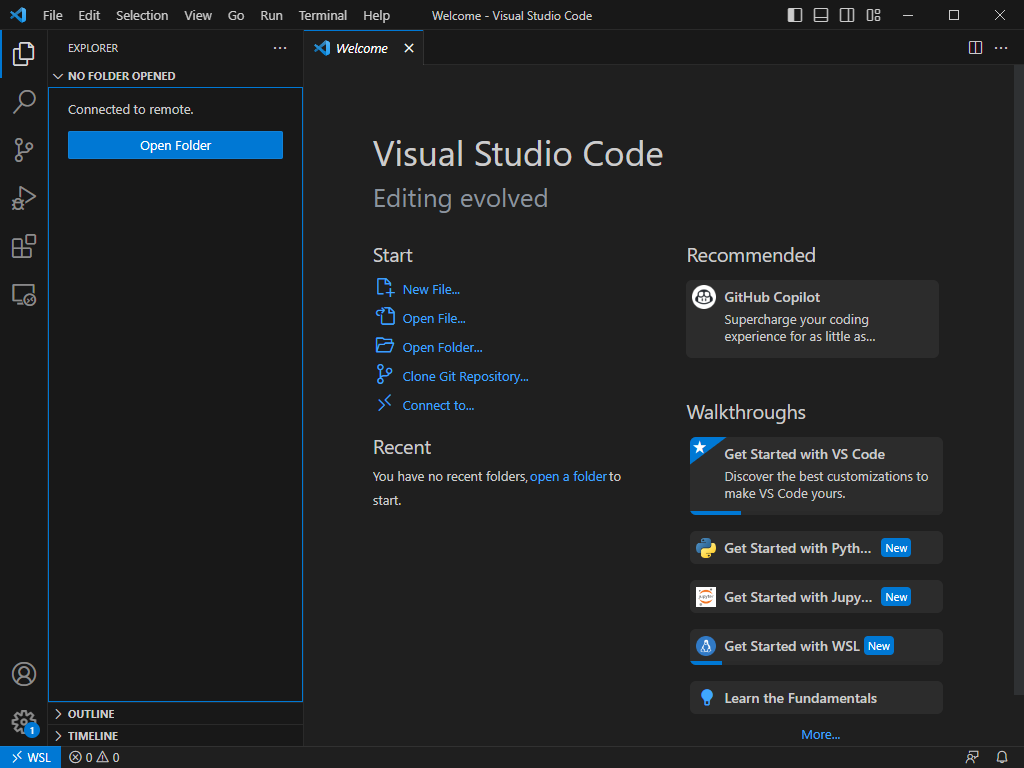 File Edit Selection View Go Run Terminal Help Welcome - Visual Studio Code
EXPLORER
Welcome
NO FOLDER OPENED
Connected to remote.
Open Folder
Visual Studio Code
Editing evolved
Start
New File...
Open File...
Open Folder...
Clone Git Repository...
Connect to...
Recent
You have no recent folders, open a folder to
start.
Recommended
GitHub Copilot
Supercharge your coding
experience for as little as...
Walkthroughs
Get Started with VS Code
Discover the best customizations to
make VS Code yours.
Get Started with Pyth... New
Get Started with Jupy... New
Get Started with WSL New
Learn the Fundamentals
More...
OUTLINE
1
TIMELINE
WSL 0 0